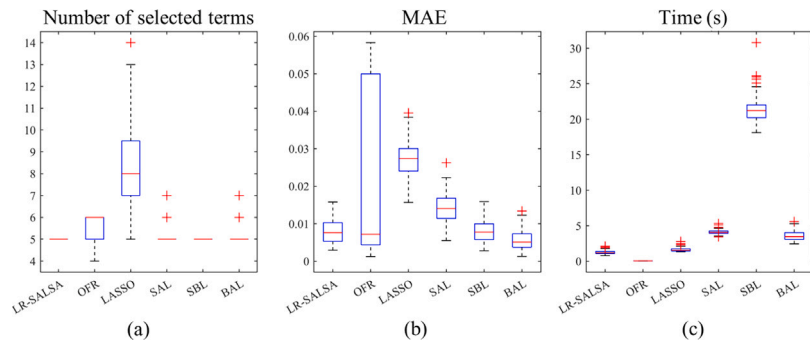 Number of selected terms
14
13
12
11
10
9
8
7
6
5
4
LR-SALSA
OFR
LASSO
SAL
SBL
BAL
(a)
MAE
0.06
0.05
0.04
0.03
0.02
0.01
0
LR-SALSA
OFR
LASSO
SAL
SBL
BAL
(b)
Time (s)
30
25
20
15
10
5
0
LR-SALSA
OFR
LASSO
SAL
SBL
BAL
(c)